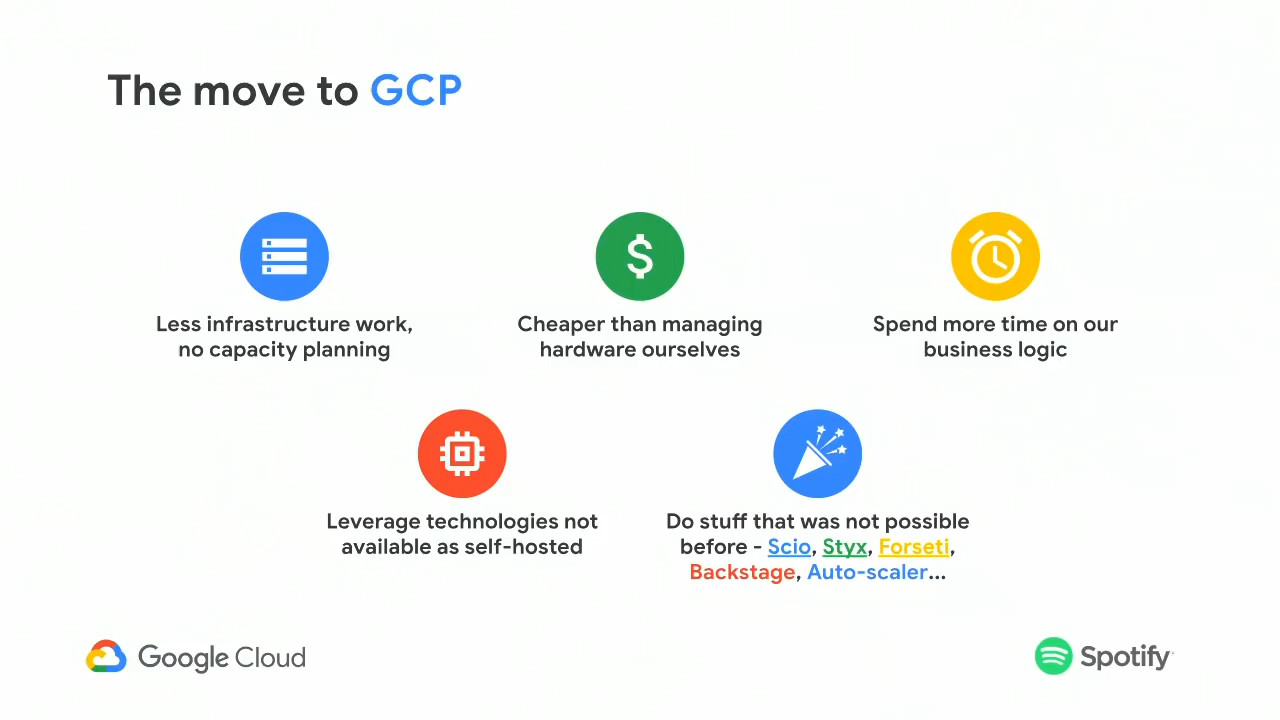 The move to GCP
Less infrastructure work,
no capacity planning
Cheaper than managing
hardware ourselves
Spend more time on our
business logic
Leverage technologies not
available as self-hosted
Do stuff that was not possible
before - Scio, Styx, Forseti,
Backstage, Auto-scaler...
Google Cloud
Spotify